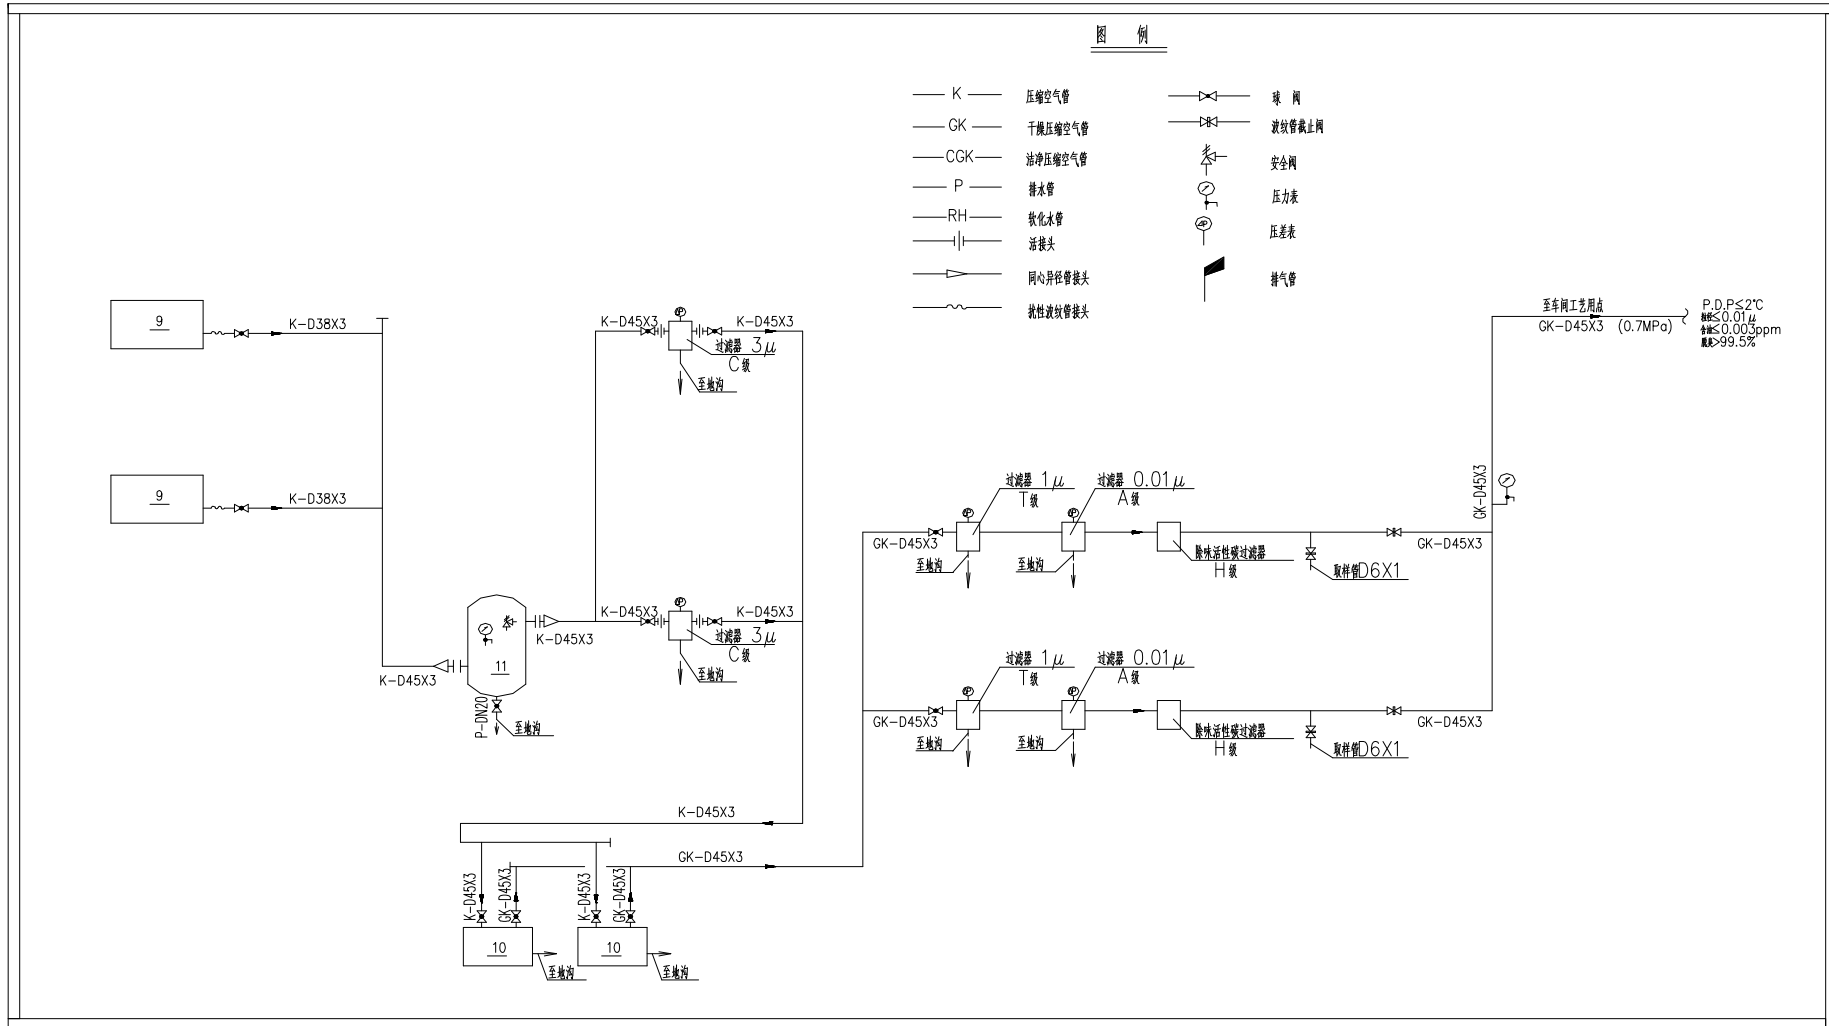 图 例
K 压缩空气管
GK 干燥压缩空气管
CGK 洁净压缩空气管
P 排水管
RH 软化水管
活接头
同心异径管接头
挠性波纹管接头
球 阀
波纹管截止阀
安全阀
压力表
ΔP 压差表
排气管
9
K-D38X3
9
K-D38X3
K-D45X3
11
P-DN20
至地沟
K-D45X3
K-D45X3
K-D45X3
过滤器 3μ
C级
至地沟
K-D45X3
K-D45X3
过滤器 3μ
C级
至地沟
K-D45X3
GK-D45X3
K-D45X3
GK-D45X3
K-D45X3
GK-D45X3
10
10
至地沟
至地沟
GK-D45X3
过滤器 1μ
T级
至地沟
过滤器 0.01μ
A级
至地沟
除味活性碳过滤器
H级
取样管D6X1
GK-D45X3
GK-D45X3
过滤器 1μ
T级
至地沟
过滤器 0.01μ
A级
至地沟
除味活性碳过滤器
H级
取样管D6X1
GK-D45X3
GK-D45X3
至车间工艺用点
GK-D45X3 (0.7MPa)
P.D.P≤2°C
≤0.01μ
含油≤0.003ppm
>99.5%